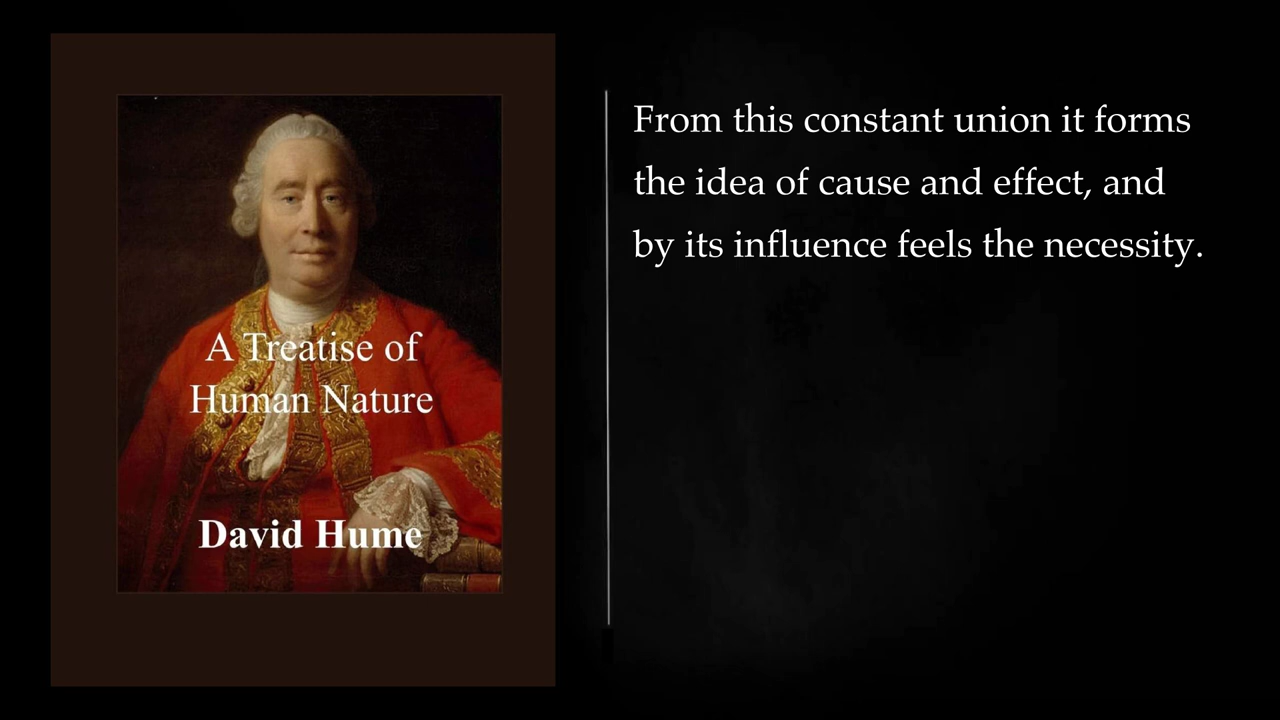 A Treatise of
Human Nature
David Hume
From this constant union it forms
the idea of cause and effect, and
by its influence feels the necessity.